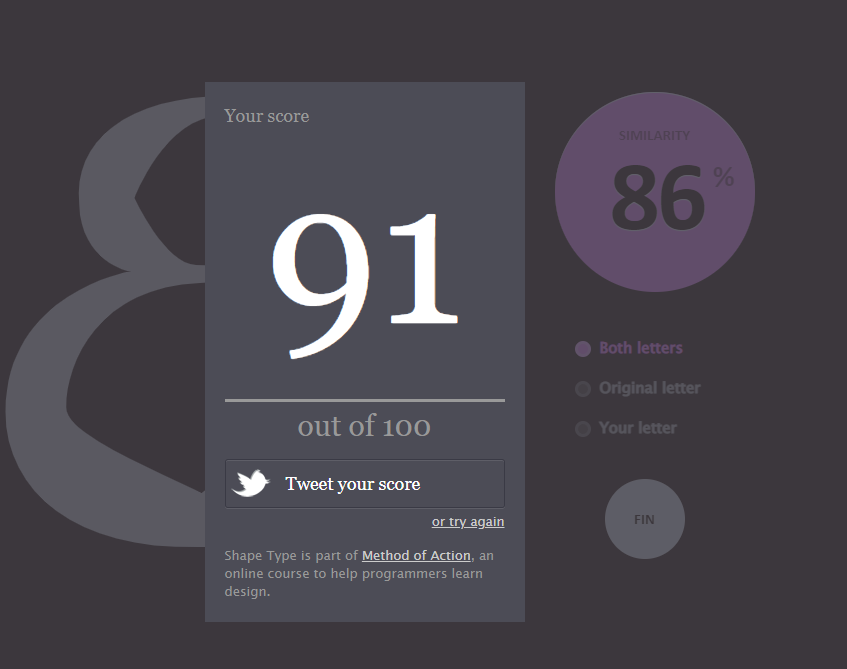 Your score
91
out of 100
Tweet your score
or try again
Shape Type is part of Method of Action, an
online course to help programmers learn
design.
SIMILARITY
86%
Both letters
Original letter
Your letter
FIN